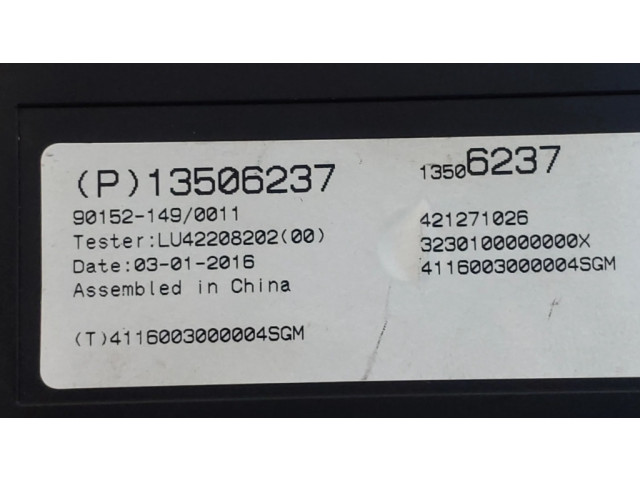 (P)13506237
13506237
90152-149/0011
421271026
Tester:LU42208202(00)
3230100000000X
Date:03-01-2016
4116003000004SGM
Assembled in China
(T)4116003000004SGM